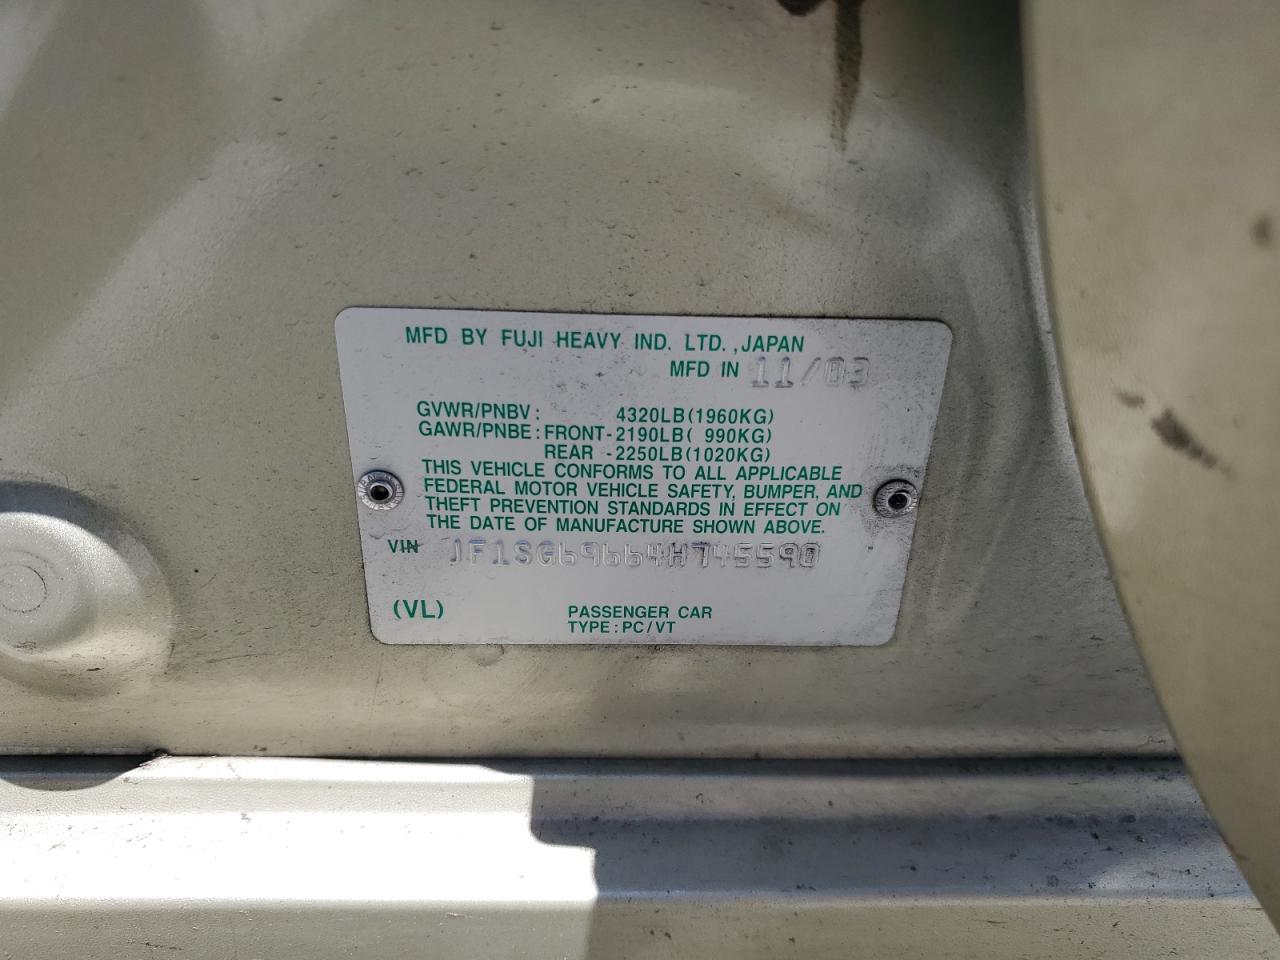 MFD BY FUJI HEAVY IND. LTD.,JAPAN
MFD IN 11/03
GVWR/PNBV: 4320LB(1960KG)
GAWR/PNBE:FRONT-2190LB( 990KG)
REAR -2250LB(1020KG)
THIS VEHICLE CONFORMS TO ALL APPLICABLE
FEDERAL MOTOR VEHICLE SAFETY, BUMPER, AND
THEFT PREVENTION STANDARDS IN EFFECT ON
THE DATE OF MANUFACTURE SHOWN ABOVE.
VIN JF1SG69664H745590
(VL)
PASSENGER CAR
TYPE:PC/VT